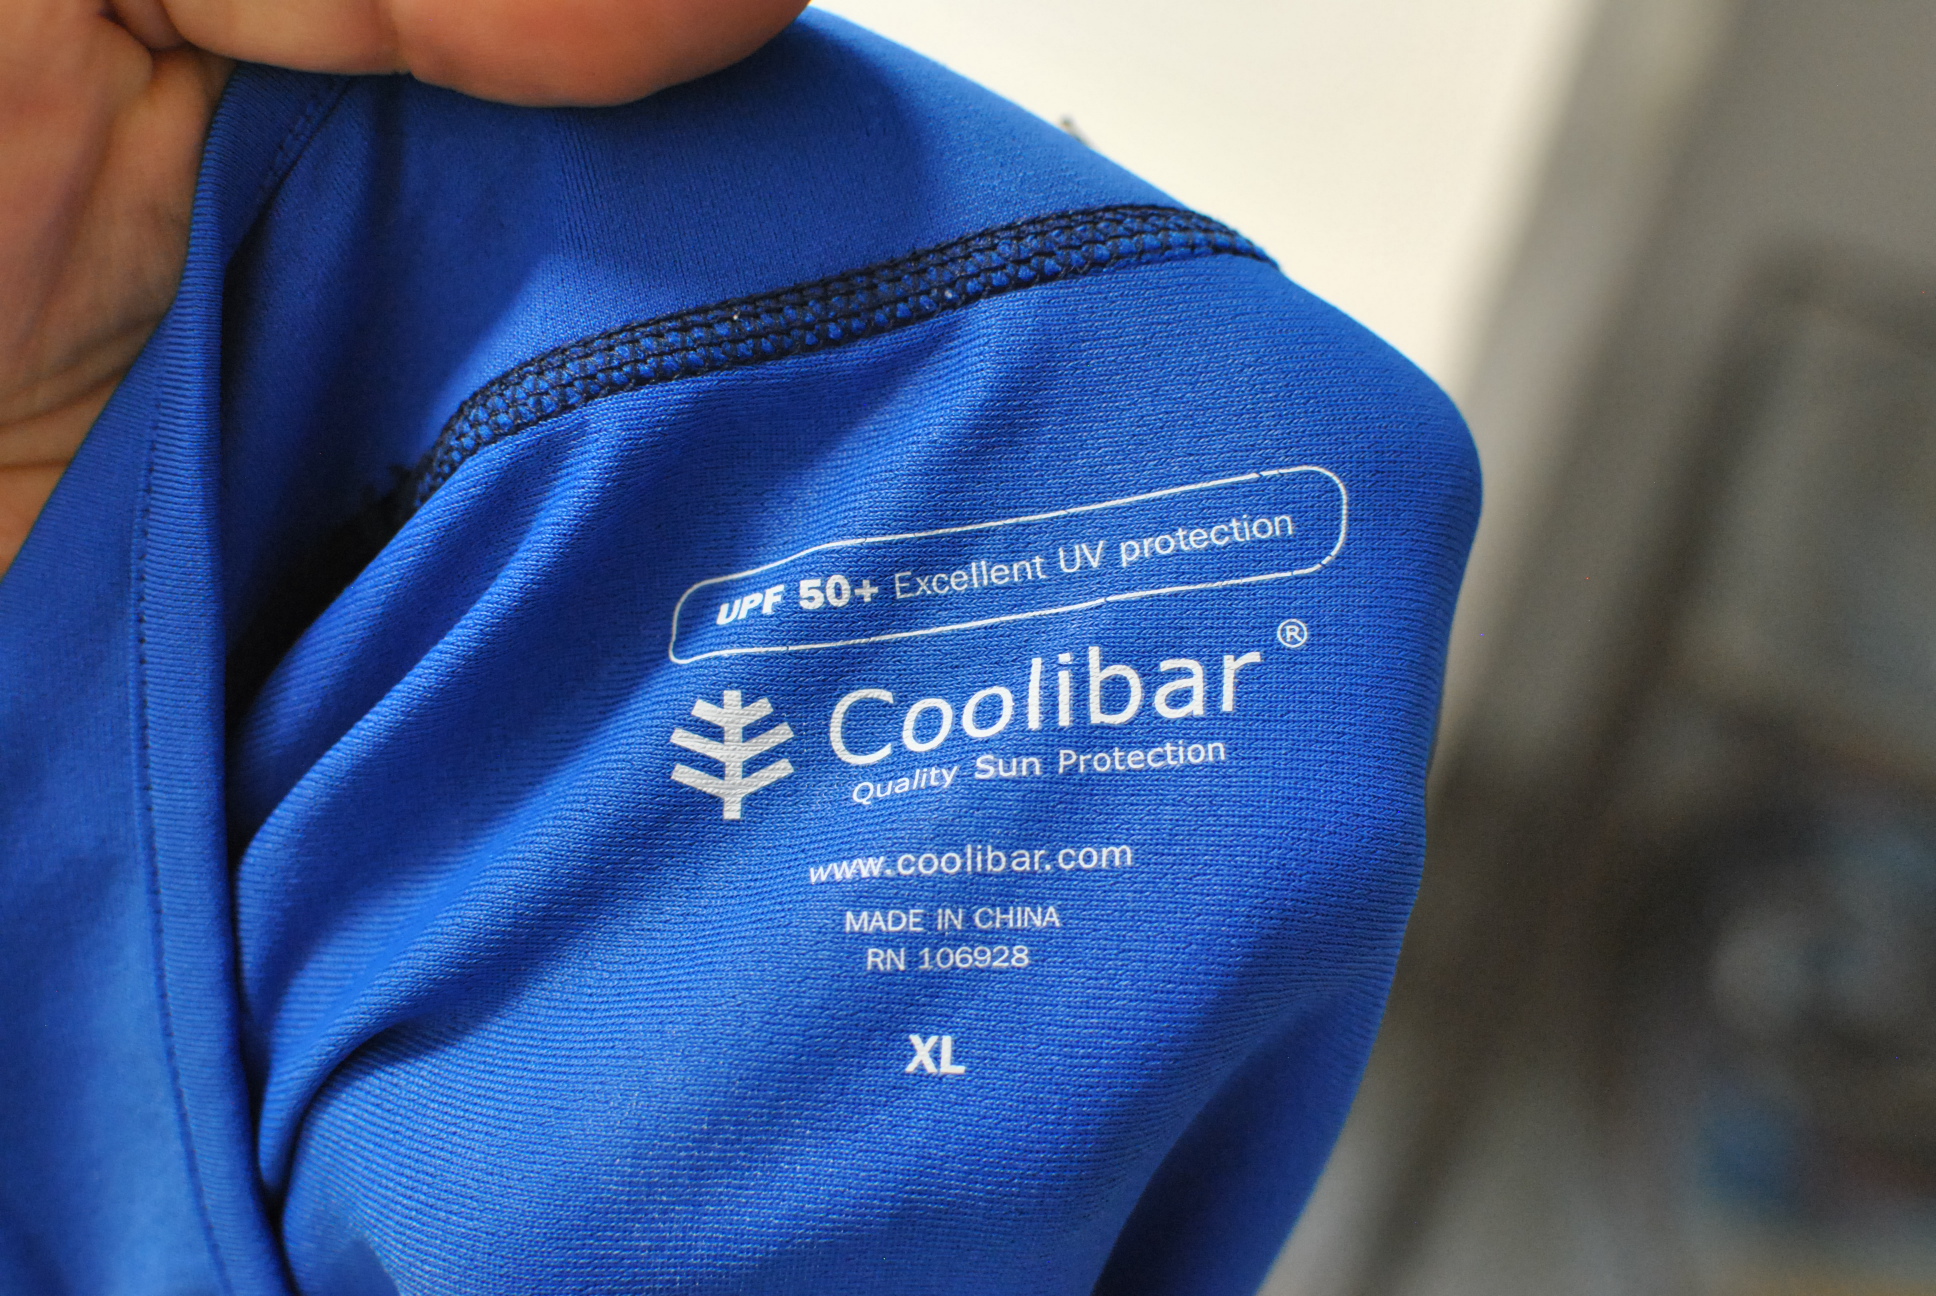 UPF 50+ Excellent UV protection
Coolibar®
Quality Sun Protection
www.coolibar.com
MADE IN CHINA
RN 106928
XL